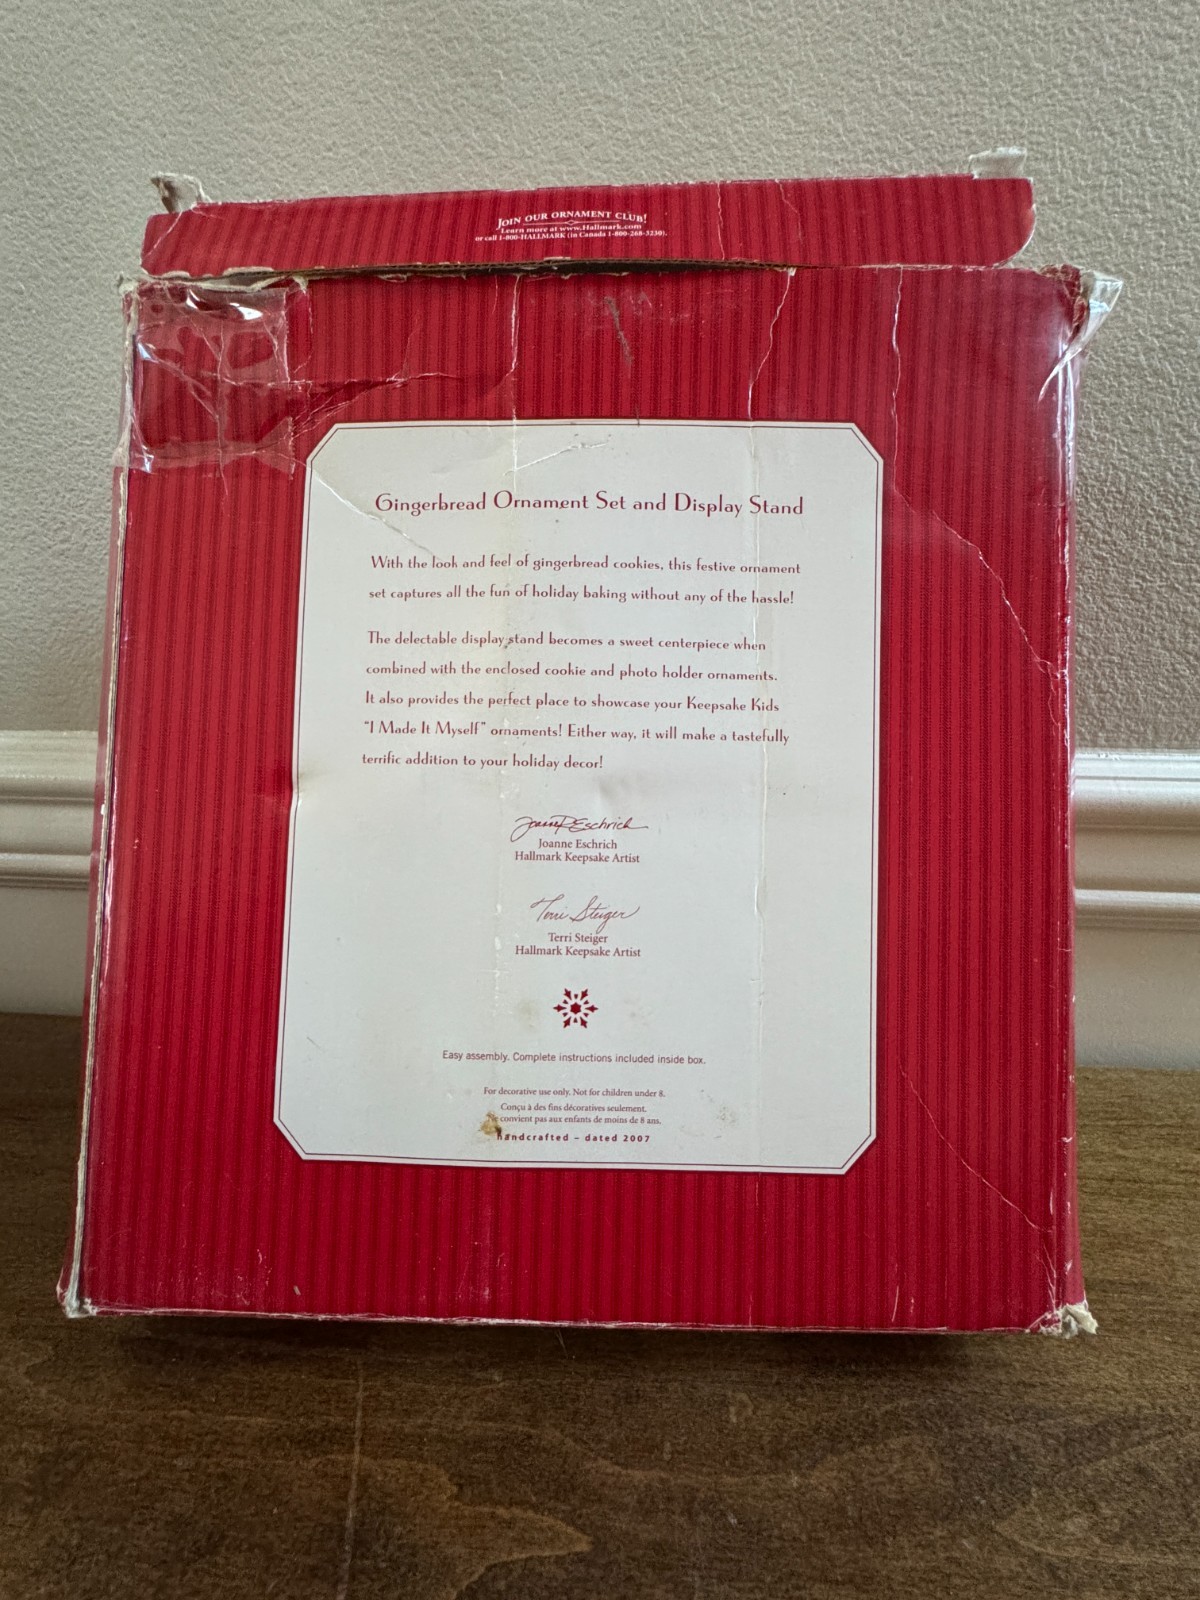 JOIN OUR ORNAMENT CLUB!
Learn more at www.Hallmark.com
or call 1-800-HALLMARK (in Canada 1-800-268-3230).
Gingerbread Ornament Set and Display Stand
With the look and feel of gingerbread cookies, this festive ornament
set captures all the fun of holiday baking without any of the hassle!
The delectable display stand becomes a sweet centerpiece when
combined with the enclosed cookie and photo holder ornaments.
It also provides the perfect place to showcase your Keepsake Kids
"I Made It Myself" ornaments! Either way, it will make a tastefully
terrific addition to your holiday decor!
Joanne Eschrich
Joanne Eschrich
Hallmark Keepsake Artist
Terri Steiger
Terri Steiger
Hallmark Keepsake Artist
Easy assembly. Complete instructions included inside box.
For decorative use only. Not for children under 8.
Conçu à des fins décoratives seulement.
Ne convient pas aux enfants de moins de 8 ans.
handcrafted – dated 2007